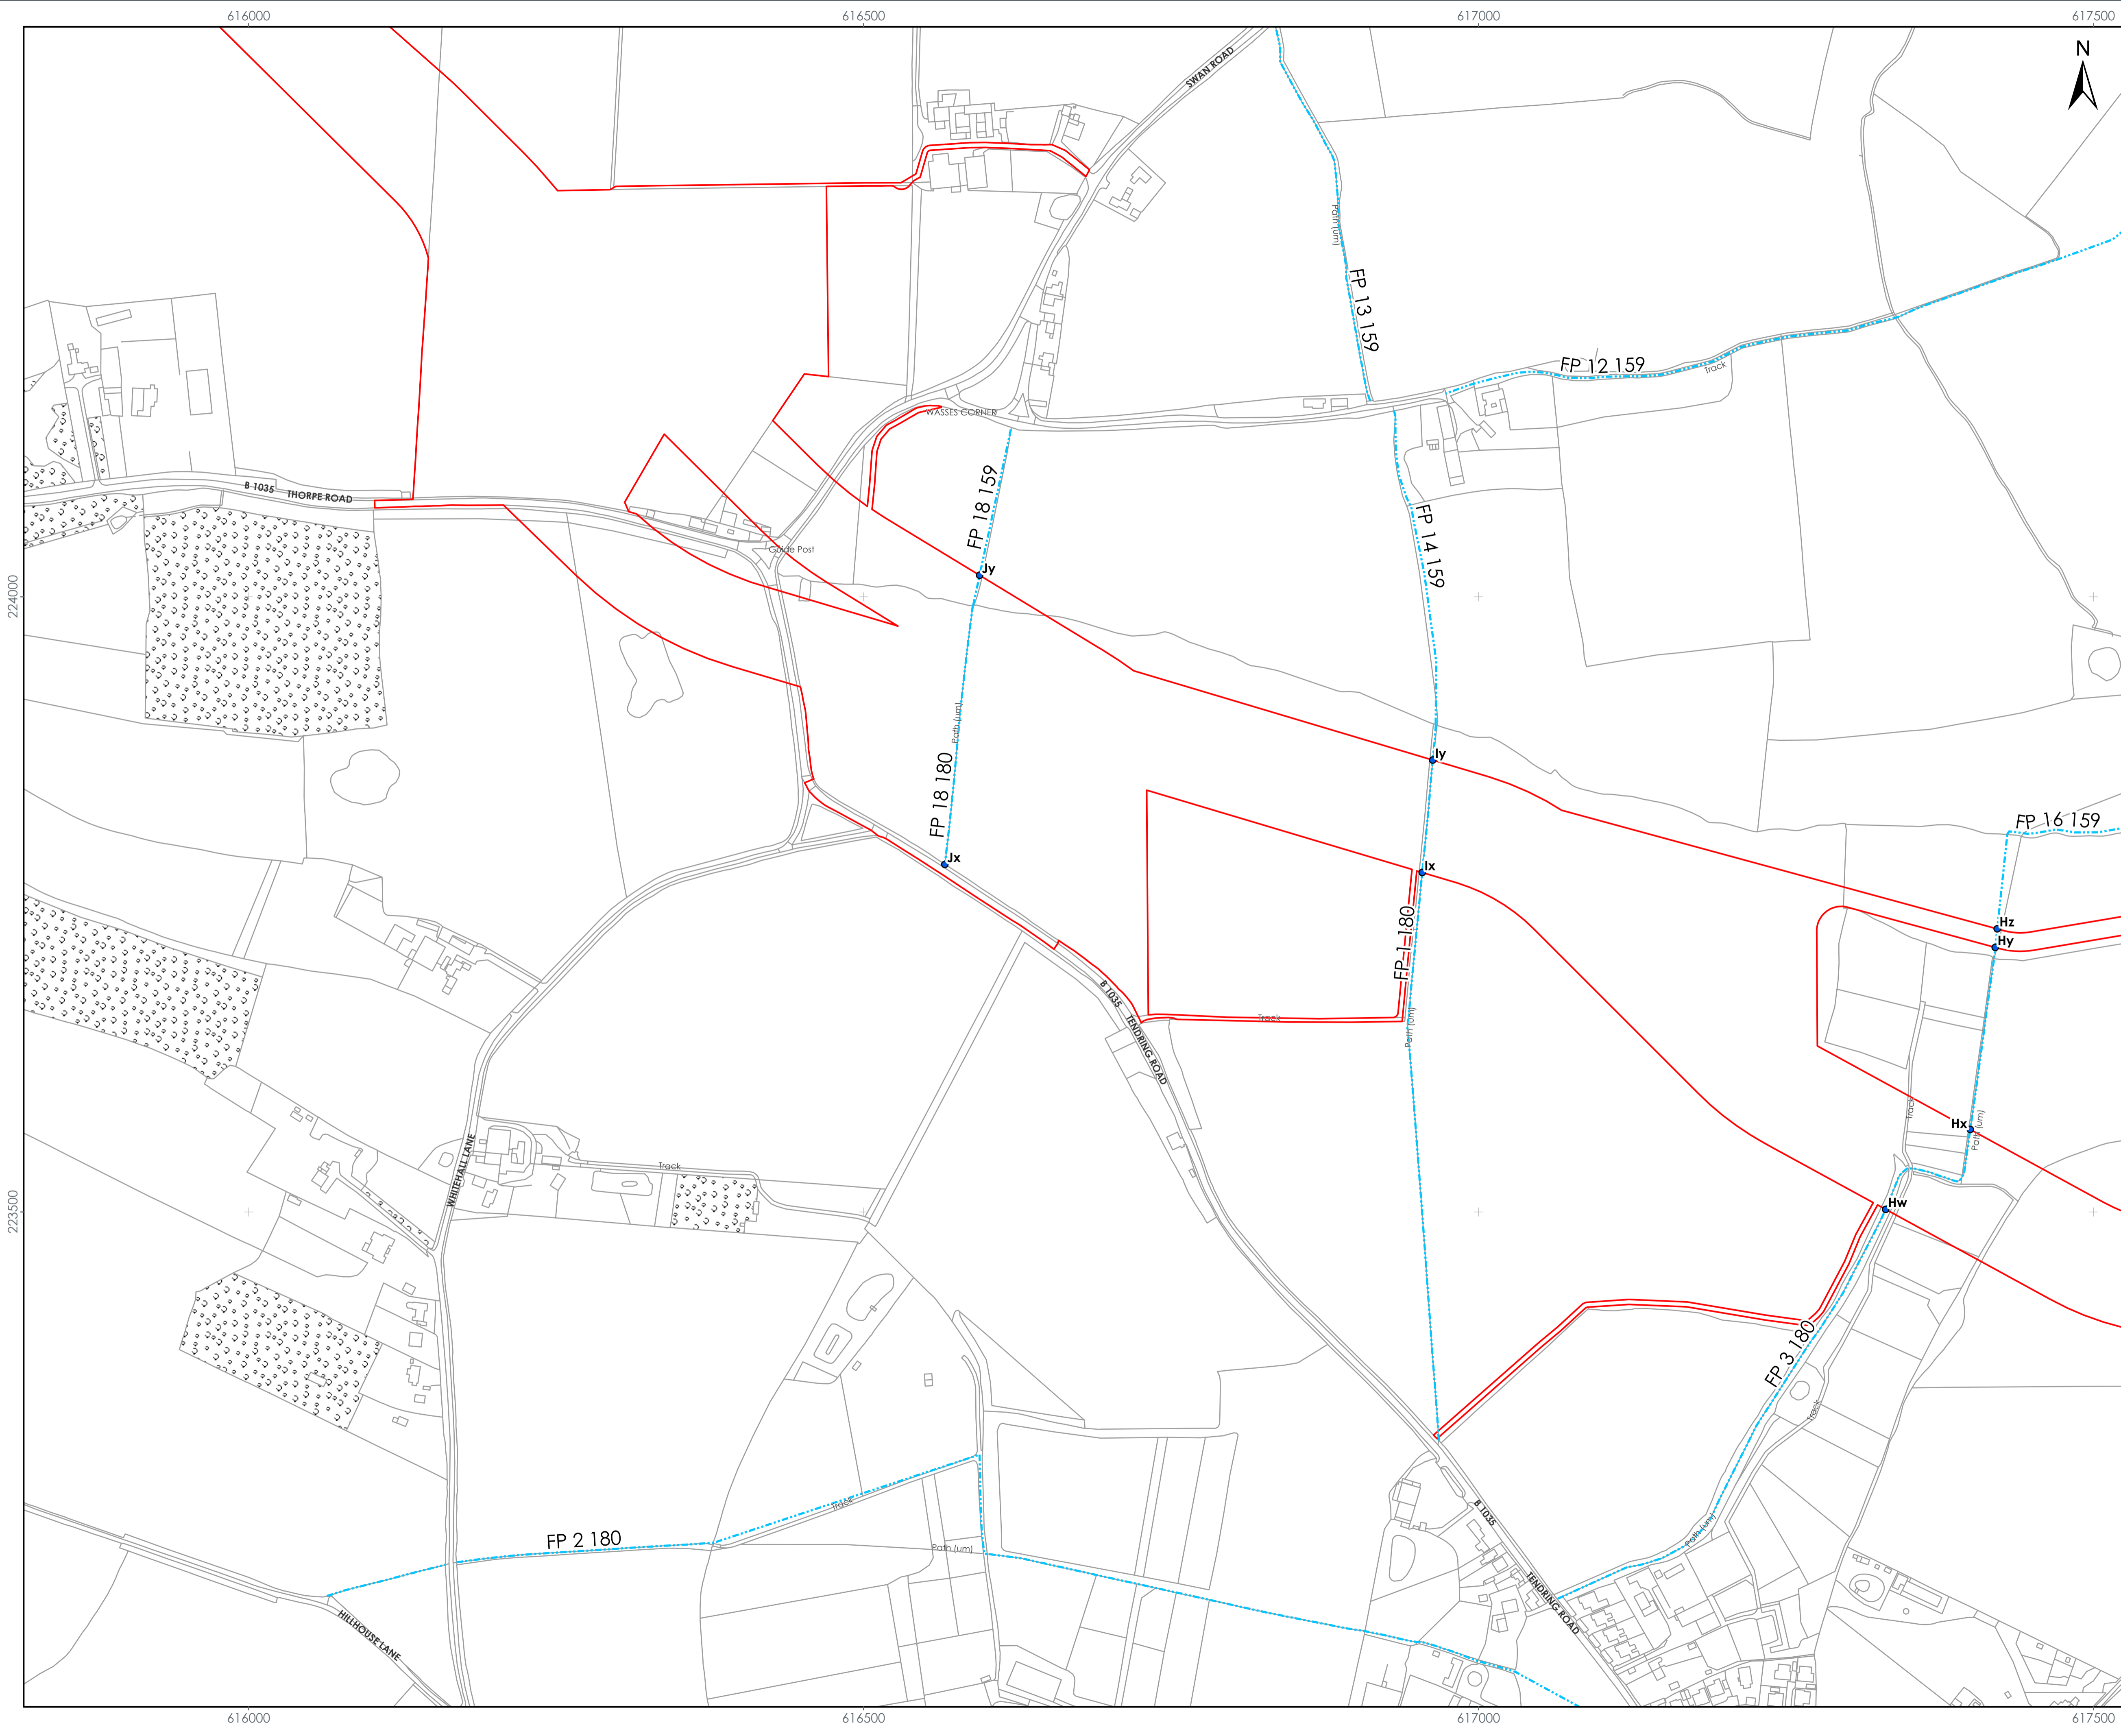 616000
616500
617000
617500
N
SWAN ROAD
Path (um)
FP 13 159
FP 12 159
Track
WASSES CORNER
B 1035
THORPE ROAD
FP 18 159
FP 14 159
Guide Post
Jy
224000
Path (um)
Iy
FP 18 180
FP 16 159
Jx
Ix
FP 1 180
Hz
Hy
B 1035
Track
Path (um)
TENDRING ROAD
Track
Hx
Path (um)
WHITEHALL LANE
Track
223500
Hw
FP 3 180
Track
Track
B 1035
FP 2 180
Path (um)
Path (um)
TENDRING ROAD
HILLHOUSE LANE
616000
616500
617000
617500